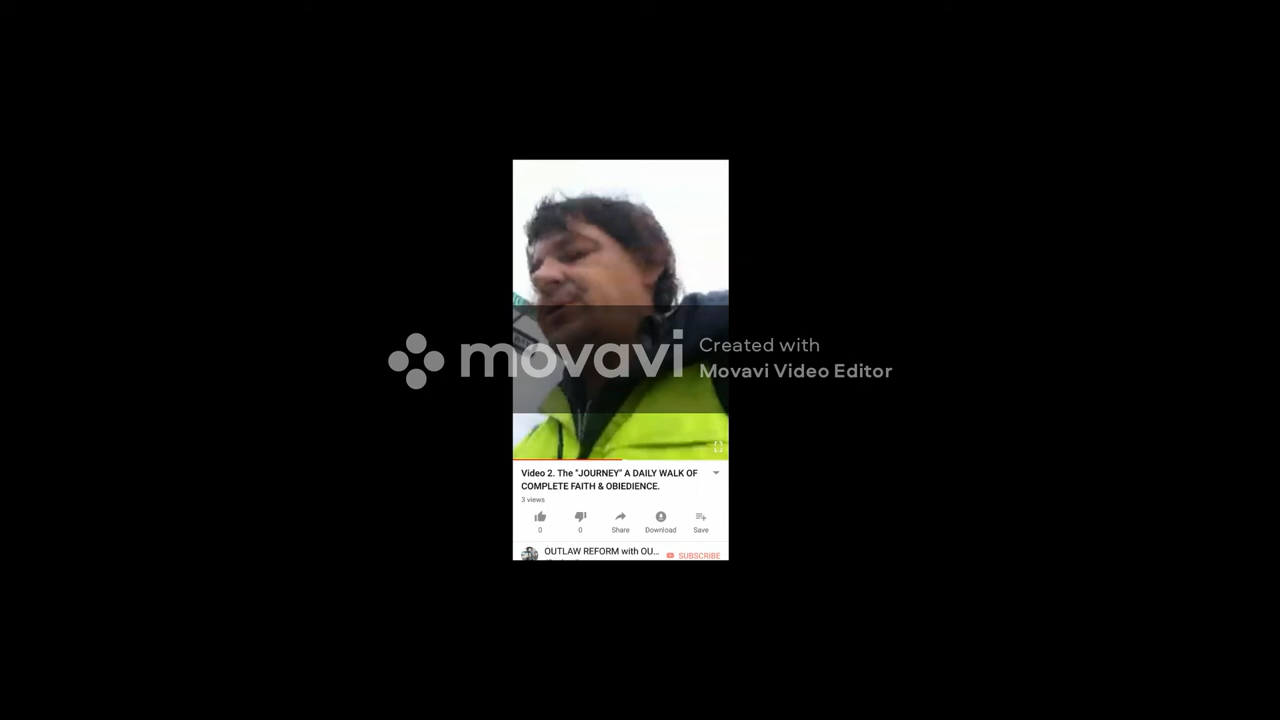 movavi
Created with
Movavi Video Editor
Video 2. The "JOURNEY" A DAILY WALK OF
COMPLETE FAITH & OBIEDIENCE.
3 views
0
0
Share
Download
Save
OUTLAW REFORM with OU...
SUBSCRIBE